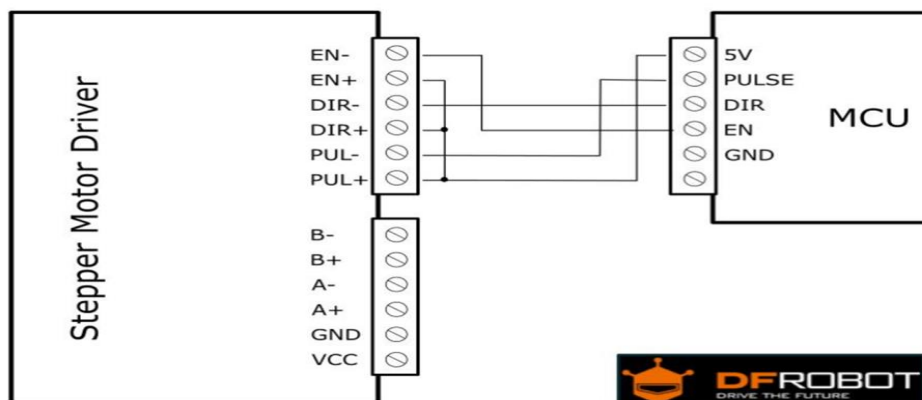 Stepper Motor Driver
EN-
EN+
DIR-
DIR+
PUL-
PUL+
B-
B+
A-
A+
GND
VCC
5V
PULSE
DIR
EN
GND
MCU
DFROBOT
DRIVE THE FUTURE